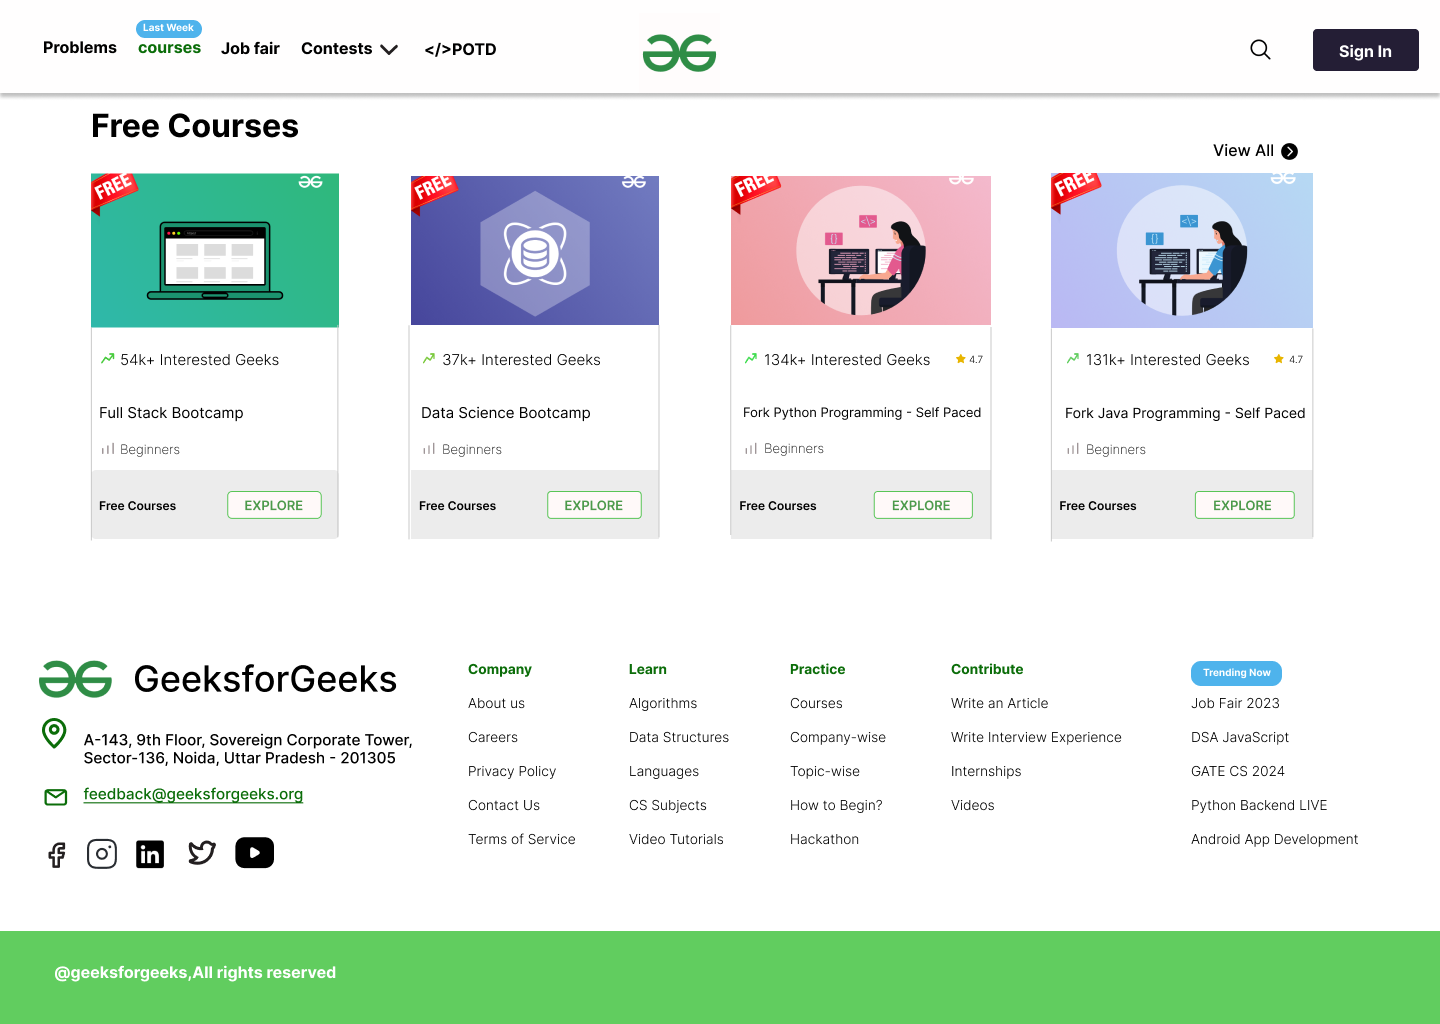 Last Week
Problems courses Job fair Contests </>POTD
Sign In
Free Courses
View All
FREE FREE FREE FREE
54k+ Interested Geeks
Full Stack Bootcamp
Beginners
Free Courses EXPLORE
37k+ Interested Geeks
Data Science Bootcamp
Beginners
Free Courses EXPLORE
134k+ Interested Geeks 4.7
Fork Python Programming - Self Paced
Beginners
Free Courses EXPLORE
131k+ Interested Geeks 4.7
Fork Java Programming - Self Paced
Beginners
Free Courses EXPLORE
GeeksforGeeks
A-143, 9th Floor, Sovereign Corporate Tower,
Sector-136, Noida, Uttar Pradesh - 201305
feedback@geeksforgeeks.org
Company
About us
Careers
Privacy Policy
Contact Us
Terms of Service
Learn
Algorithms
Data Structures
Languages
CS Subjects
Video Tutorials
Practice
Courses
Company-wise
Topic-wise
How to Begin?
Hackathon
Contribute
Write an Article
Write Interview Experience
Internships
Videos
Trending Now
Job Fair 2023
DSA JavaScript
GATE CS 2024
Python Backend LIVE
Android App Development
@geeksforgeeks,All rights reserved